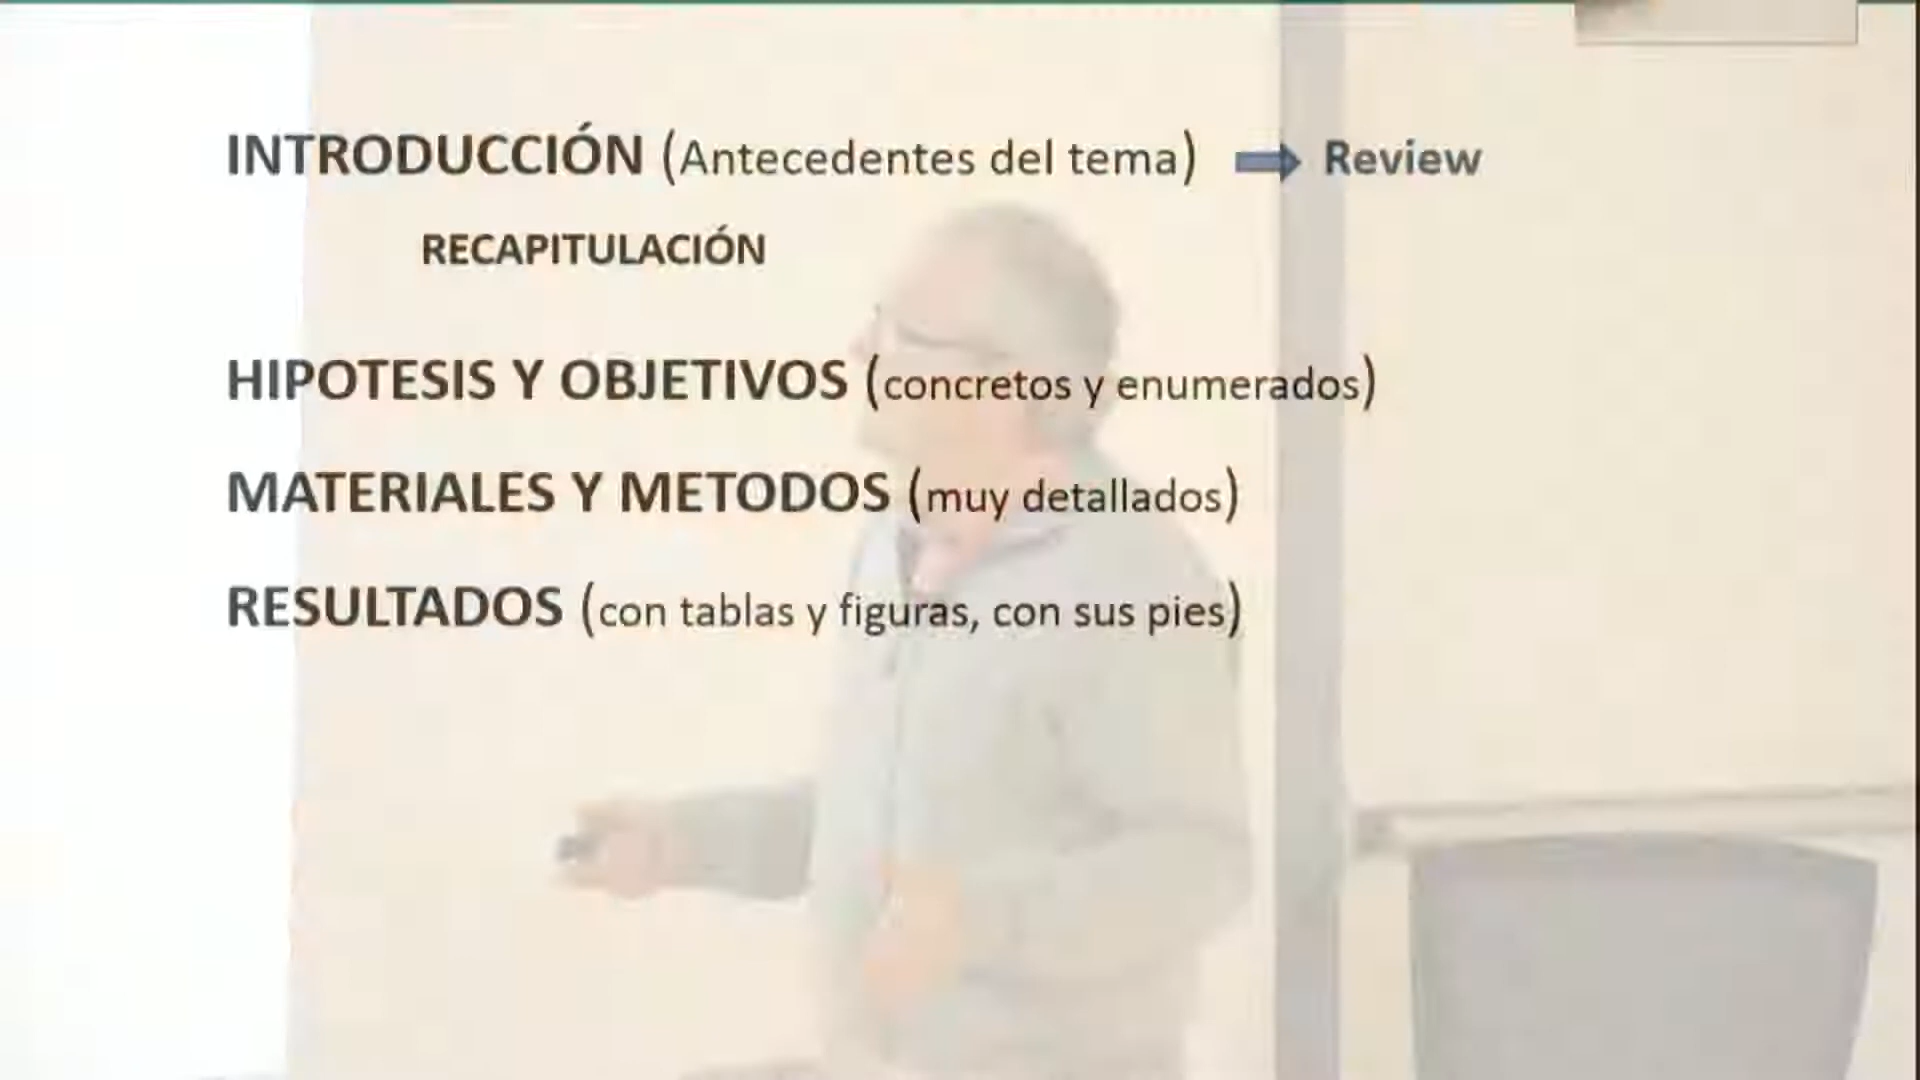 INTRODUCCIÓN (Antecedentes del tema) Review
RECAPITULACIÓN
HIPOTESIS Y OBJETIVOS (concretos y enumerados)
MATERIALES Y METODOS (muy detallados)
RESULTADOS (con tablas y figuras, con sus pies)